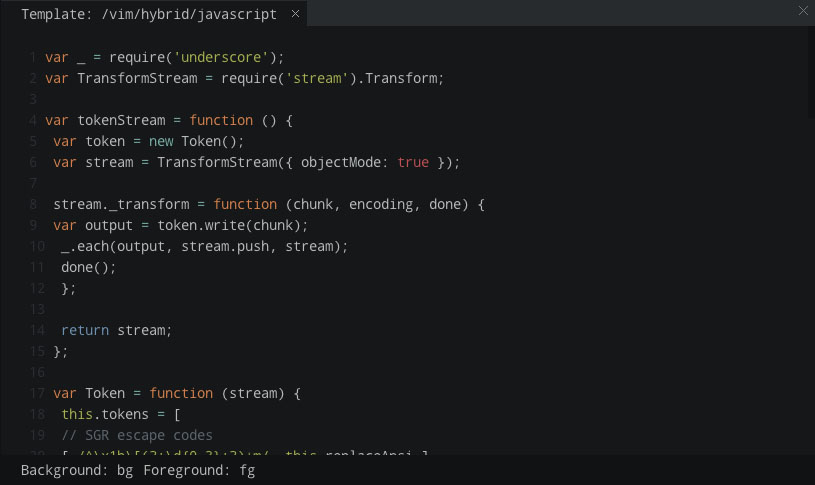 Template: /vim/hybrid/javascript ×
×
1 var _ = require('underscore');
2 var TransformStream = require('stream').Transform;
3
4 var tokenStream = function () {
5 var token = new Token();
6 var stream = TransformStream({ objectMode: true });
7
8 stream._transform = function (chunk, encoding, done) {
9 var output = token.write(chunk);
10 _.each(output, stream.push, stream);
11 done();
12 };
13
14 return stream;
15 };
16
17 var Token = function (stream) {
18 this.tokens = [
19 // SGR escape codes
20 this.replaceAnsi ]
Background: bg Foreground: fg